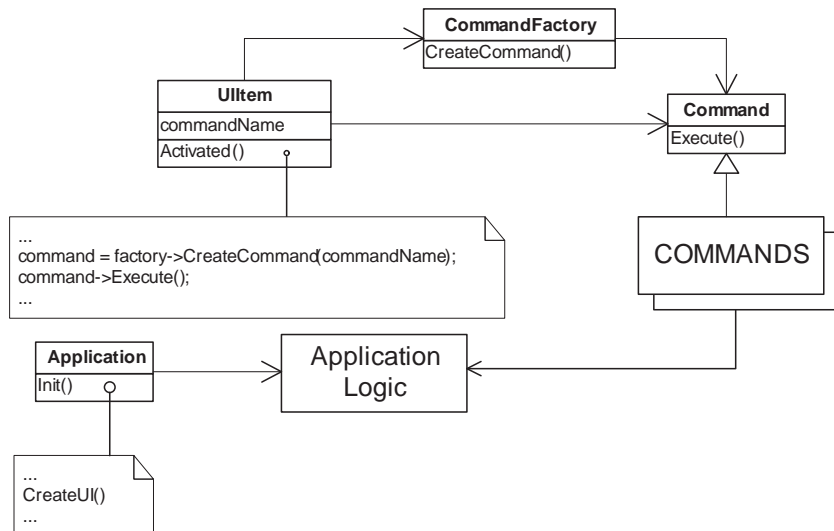 CommandFactory
CreateCommand()
UIItem
commandName
Activated()
Command
Execute()
...
command = factory->CreateCommand(commandName);
command->Execute();
...
COMMANDS
Application
Init()
Application
Logic
...
CreateUI()
...